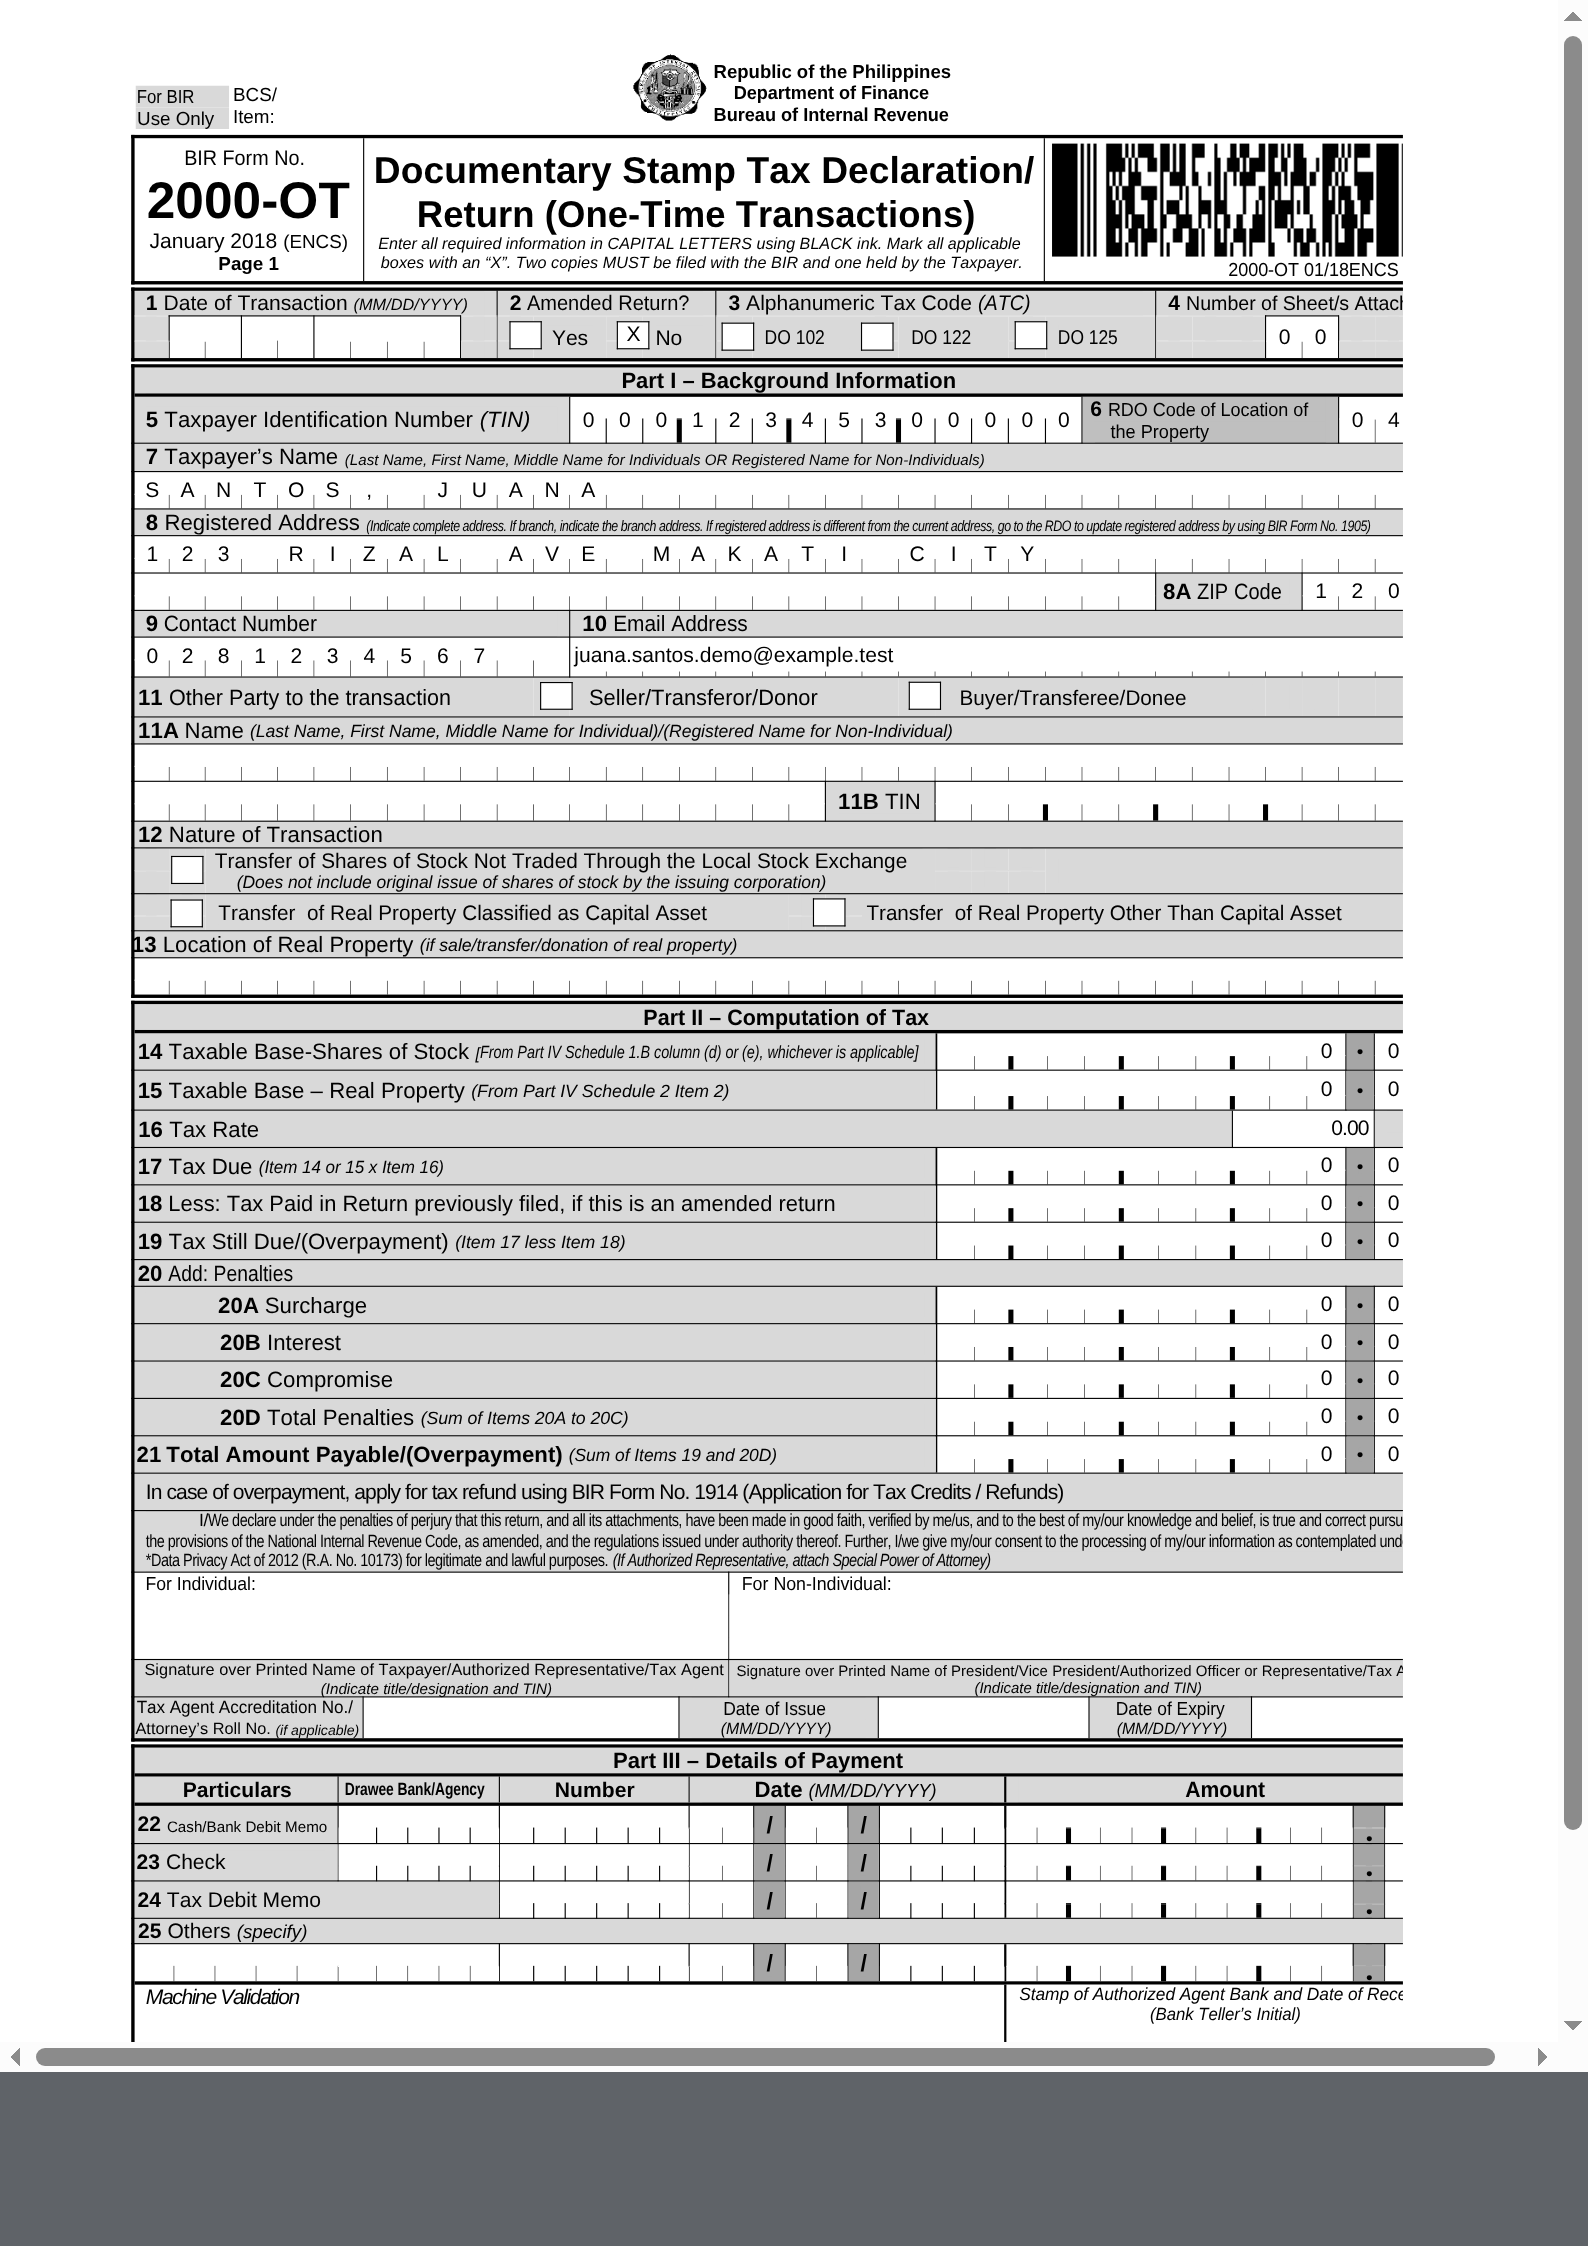 Republic of the Philippines
Department of Finance
Bureau of Internal Revenue
For BIR Use Only
BCS/ Item:
BIR Form No.
2000-OT
January 2018 (ENCS)
Page 1
Documentary Stamp Tax Declaration/
Return (One-Time Transactions)
Enter all required information in CAPITAL LETTERS using BLACK ink. Mark all applicable
boxes with an “X”. Two copies MUST be filed with the BIR and one held by the Taxpayer.
2000-OT 01/18ENCS
1 Date of Transaction (MM/DD/YYYY)
2 Amended Return?
Yes X No
3 Alphanumeric Tax Code (ATC)
DO 102 DO 122 DO 125
4 Number of Sheet/s Attach
0 0
Part I – Background Information
5 Taxpayer Identification Number (TIN) 0 0 0 1 2 3 4 5 3 0 0 0 0 0
6 RDO Code of Location of
the Property
0 4
7 Taxpayer’s Name (Last Name, First Name, Middle Name for Individuals OR Registered Name for Non-Individuals)
SANTOS, JUANA
8 Registered Address (Indicate complete address. If branch, indicate the branch address. If registered address is different from the current address, go to the RDO to update registered address by using BIR Form No. 1905)
123 RIZAL AVE MAKATI CITY
8A ZIP Code 1 2 0
9 Contact Number
0281234567
10 Email Address
juana.santos.demo@example.test
11 Other Party to the transaction Seller/Transferor/Donor Buyer/Transferee/Donee
11A Name (Last Name, First Name, Middle Name for Individual)/(Registered Name for Non-Individual)
11B TIN
12 Nature of Transaction
Transfer of Shares of Stock Not Traded Through the Local Stock Exchange
(Does not include original issue of shares of stock by the issuing corporation)
Transfer of Real Property Classified as Capital Asset Transfer of Real Property Other Than Capital Asset
13 Location of Real Property (if sale/transfer/donation of real property)
Part II – Computation of Tax
14 Taxable Base-Shares of Stock [From Part IV Schedule 1.B column (d) or (e), whichever is applicable] 0 • 0
15 Taxable Base – Real Property (From Part IV Schedule 2 Item 2) 0 • 0
16 Tax Rate 0.00
17 Tax Due (Item 14 or 15 x Item 16) 0 • 0
18 Less: Tax Paid in Return previously filed, if this is an amended return 0 • 0
19 Tax Still Due/(Overpayment) (Item 17 less Item 18) 0 • 0
20 Add: Penalties
20A Surcharge 0 • 0
20B Interest 0 • 0
20C Compromise 0 • 0
20D Total Penalties (Sum of Items 20A to 20C) 0 • 0
21 Total Amount Payable/(Overpayment) (Sum of Items 19 and 20D) 0 • 0
In case of overpayment, apply for tax refund using BIR Form No. 1914 (Application for Tax Credits / Refunds)
I/We declare under the penalties of perjury that this return, and all its attachments, have been made in good faith, verified by me/us, and to the best of my/our knowledge and belief, is true and correct pursu
the provisions of the National Internal Revenue Code, as amended, and the regulations issued under authority thereof. Further, I/we give my/our consent to the processing of my/our information as contemplated und
*Data Privacy Act of 2012 (R.A. No. 10173) for legitimate and lawful purposes. (If Authorized Representative, attach Special Power of Attorney)
For Individual:
For Non-Individual:
Signature over Printed Name of Taxpayer/Authorized Representative/Tax Agent
(Indicate title/designation and TIN)
Signature over Printed Name of President/Vice President/Authorized Officer or Representative/Tax A
(Indicate title/designation and TIN)
Tax Agent Accreditation No./
Attorney’s Roll No. (if applicable)
Date of Issue
(MM/DD/YYYY)
Date of Expiry
(MM/DD/YYYY)
Part III – Details of Payment
Particulars Drawee Bank/Agency Number Date (MM/DD/YYYY) Amount
22 Cash/Bank Debit Memo / / .
23 Check / / .
24 Tax Debit Memo / / .
25 Others (specify)
/ / .
Machine Validation
Stamp of Authorized Agent Bank and Date of Rece
(Bank Teller’s Initial)